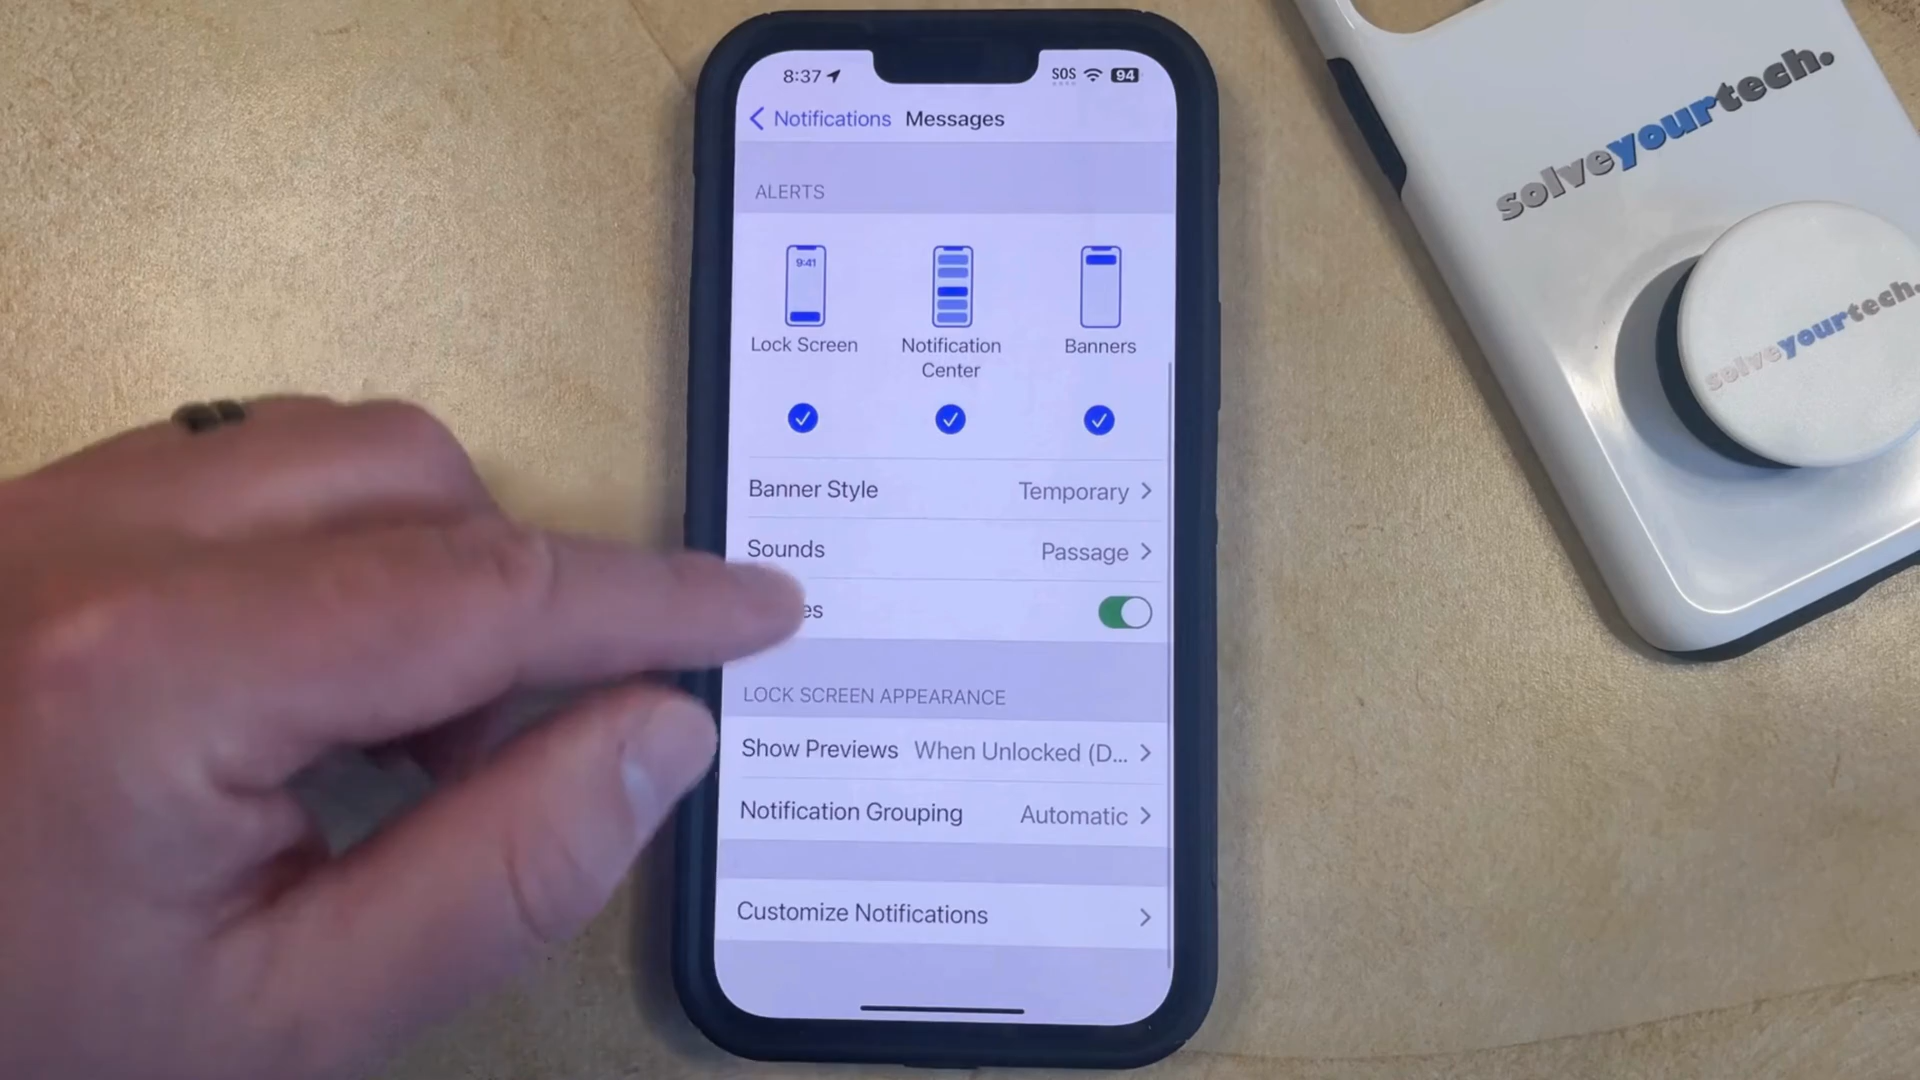 8:37
SOS
94
Notifications Messages
ALERTS
9:41
Lock Screen
Notification
Center
Banners
Banner Style Temporary
Sounds Passage
es
LOCK SCREEN APPEARANCE
Show Previews When Unlocked (D...
Notification Grouping Automatic
Customize Notifications
solveyourtech.
solveyourtech.